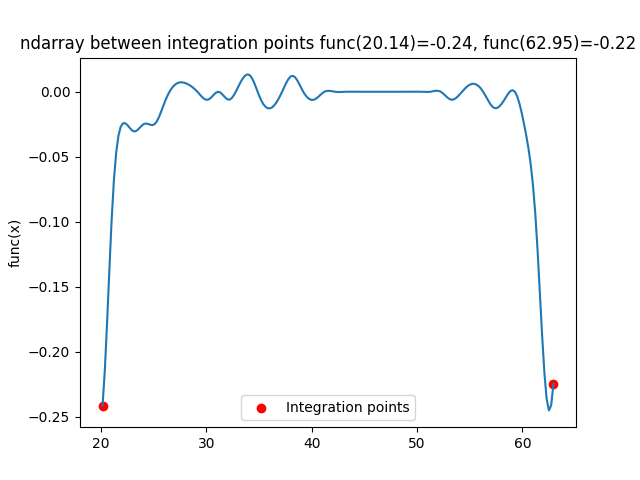 ndarray between integration points func(20.14)=-0.24, func(62.95)=-0.22
0.00
−0.05
−0.10
−0.15
−0.20
−0.25
func(x)
Integration points
20 30 40 50 60